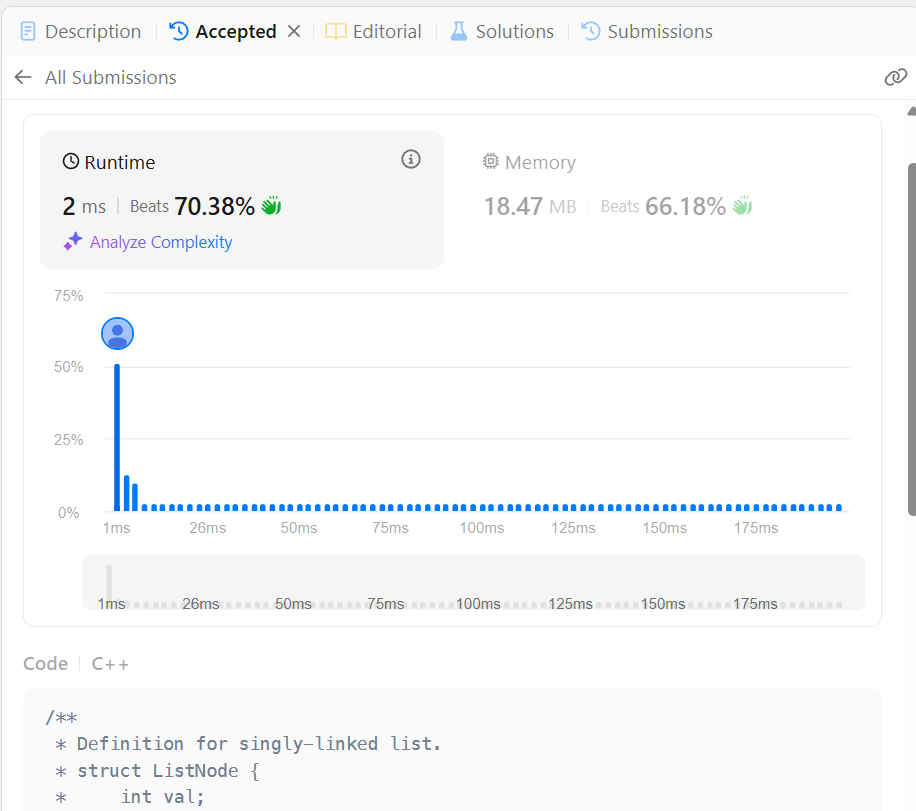 Description Accepted Editorial Solutions Submissions
All Submissions
Runtime
Memory
2 ms Beats 70.38%
18.47 MB Beats 66.18%
Analyze Complexity
75%
50%
25%
0%
1ms 26ms 50ms 75ms 100ms 125ms 150ms 175ms
1ms 26ms 50ms 75ms 100ms 125ms 150ms 175ms
Code C++
/**
 * Definition for singly-linked list.
 * struct ListNode {
 *     int val;